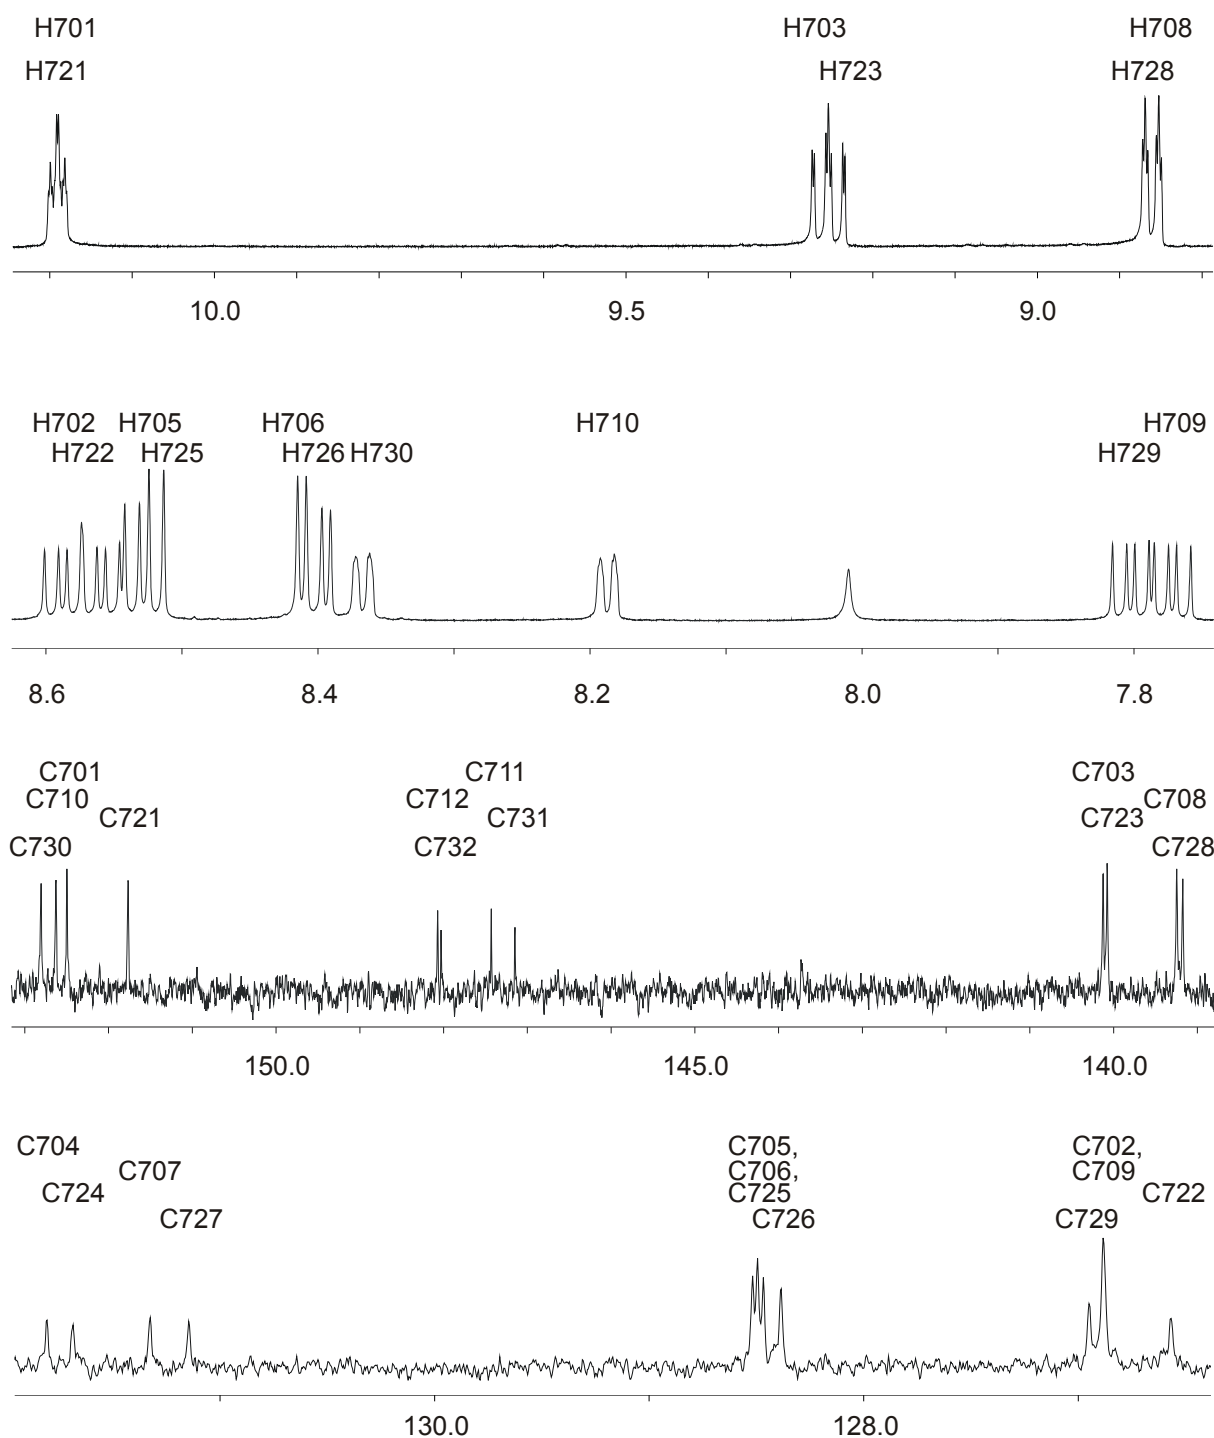 H701 H703 H708
H721 H723 H728
10.0 9.5 9.0
H702 H705 H706 H710 H709
H722 H725 H726 H730 H729
8.6 8.4 8.2 8.0 7.8
C701 C711 C703
C710 C712 C708
C721 C731 C723
C730 C732 C728
150.0 145.0 140.0
C704 C705, C702,
C707 C706, C709
C724 C725 C722
C727 C726 C729
130.0 128.0